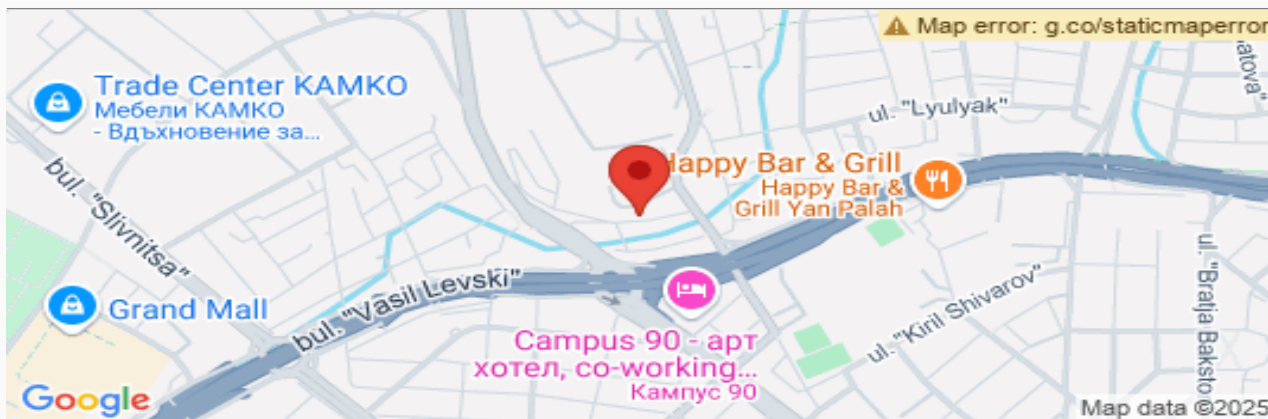 Map error: g.co/staticmaperror
Trade Center KAMKO
Мебели КАМКО
- Вдъхновение за...
ul. "Lyulyak"
Happy Bar & Grill
Happy Bar &
Grill Yan Palah
bul. "Slivnitsa"
Grand Mall
bul. "Vasil Levski"
Campus 90 - арт
хотел, co-working...
Кампус 90
ul. "Kiril Shivarov"
ul. "Bratja Baksto
Google
Map data ©2025